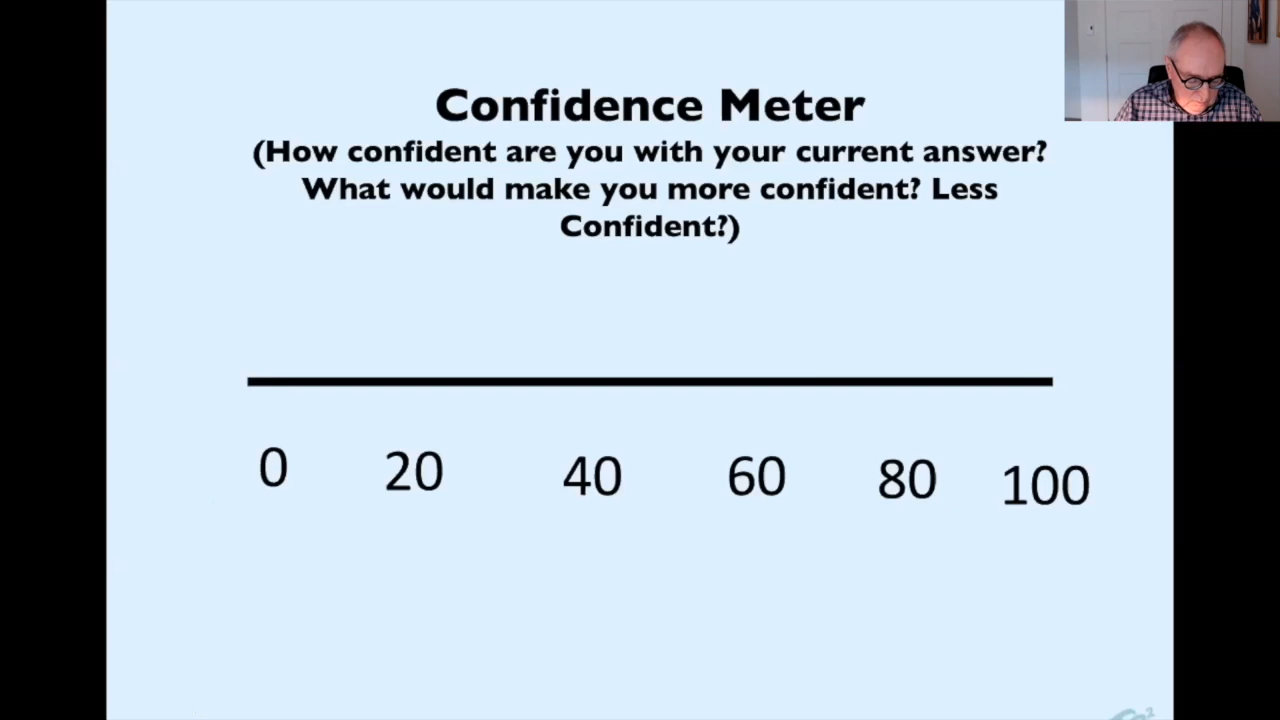 Confidence Meter
(How confident are you with your current answer?
What would make you more confident? Less
Confident?)
0 20 40 60 80 100